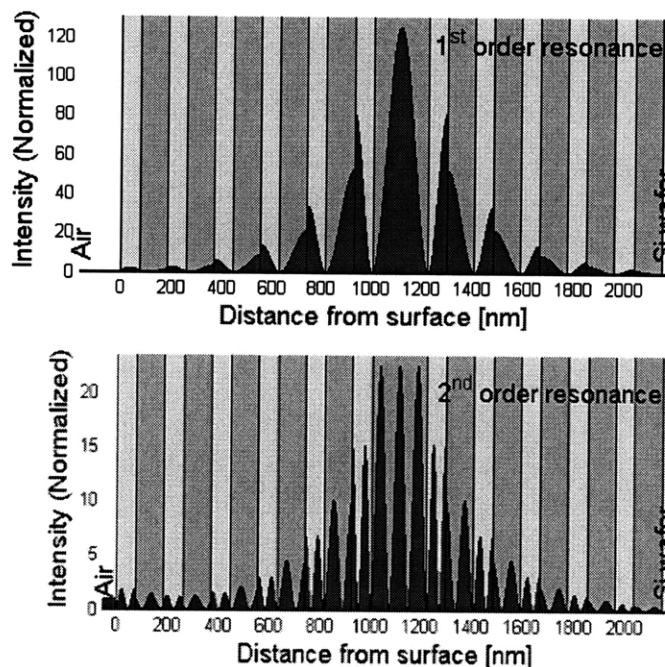 Intensity (Normalized)
120
100
80
60
40
20
0
Air
1st order resonance
Si wafer
0 200 400 600 800 1000 1200 1400 1600 1800 2000
Distance from surface [nm]
Intensity (Normalized)
20
15
10
5
0
Air
2nd order resonance
0 200 400 600 800 1000 1200 1400 1600 1800 2000
Distance from surface [nm]